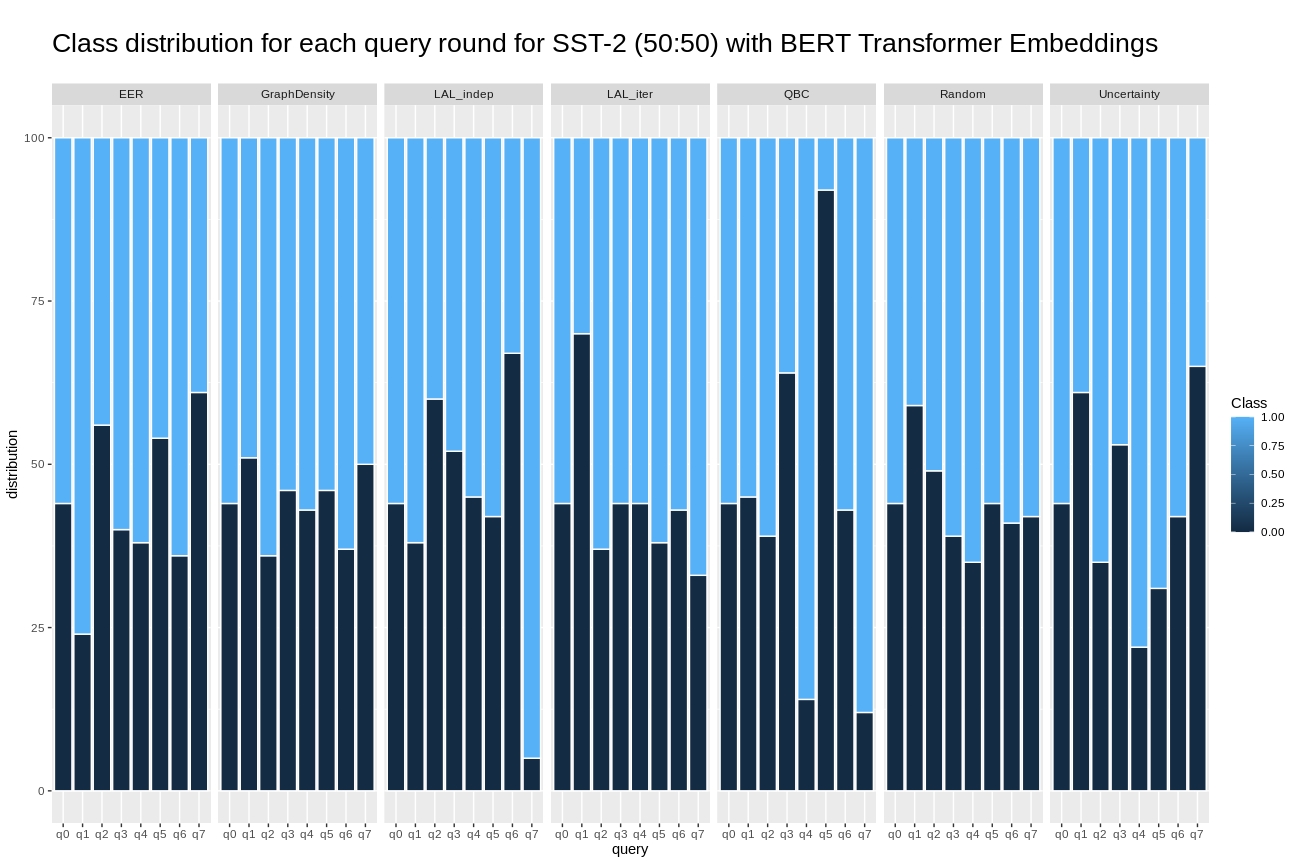 Class distribution for each query round for SST-2 (50:50) with BERT Transformer Embeddings
EER GraphDensity LAL_indep LAL_iter QBC Random Uncertainty
100
75
50
25
0
distribution
q0 q1 q2 q3 q4 q5 q6 q7 q0 q1 q2 q3 q4 q5 q6 q7 q0 q1 q2 q3 q4 q5 q6 q7 q0 q1 q2 q3 q4 q5 q6 q7 q0 q1 q2 q3 q4 q5 q6 q7 q0 q1 q2 q3 q4 q5 q6 q7 q0 q1 q2 q3 q4 q5 q6 q7
query
Class
1.00
0.75
0.50
0.25
0.00